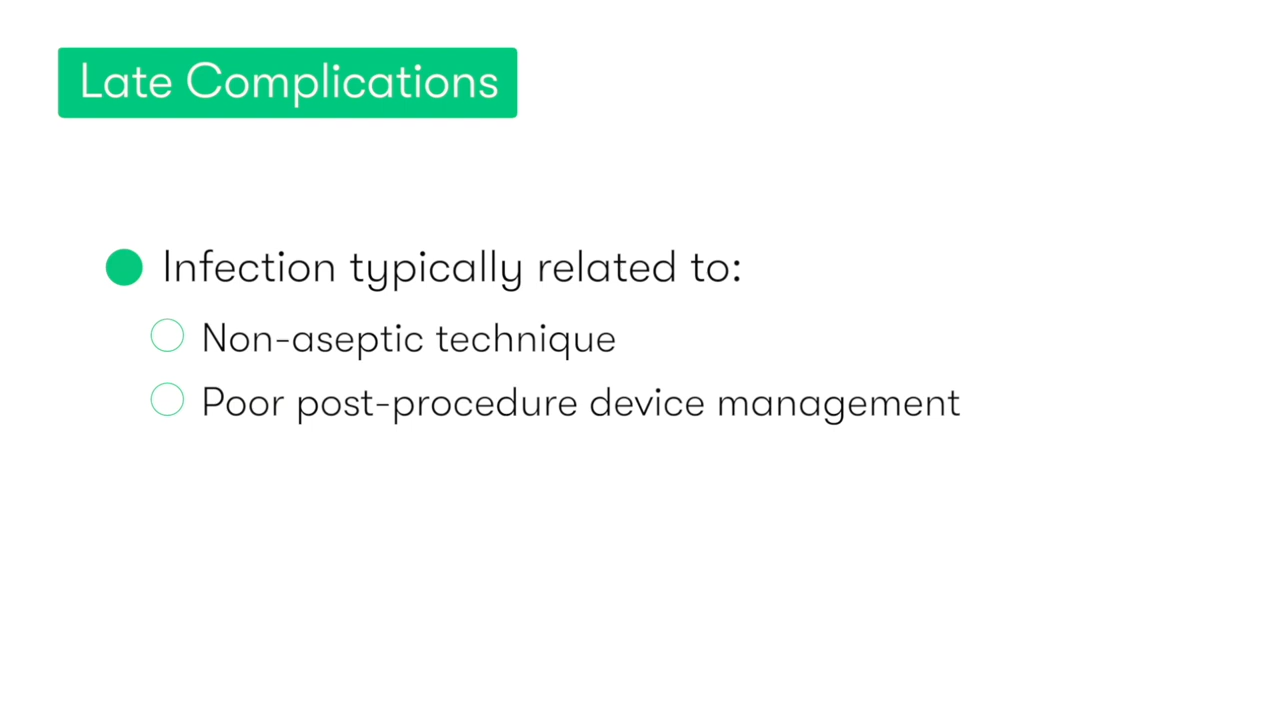 Late Complications
Infection typically related to:
Non-aseptic technique
Poor post-procedure device management